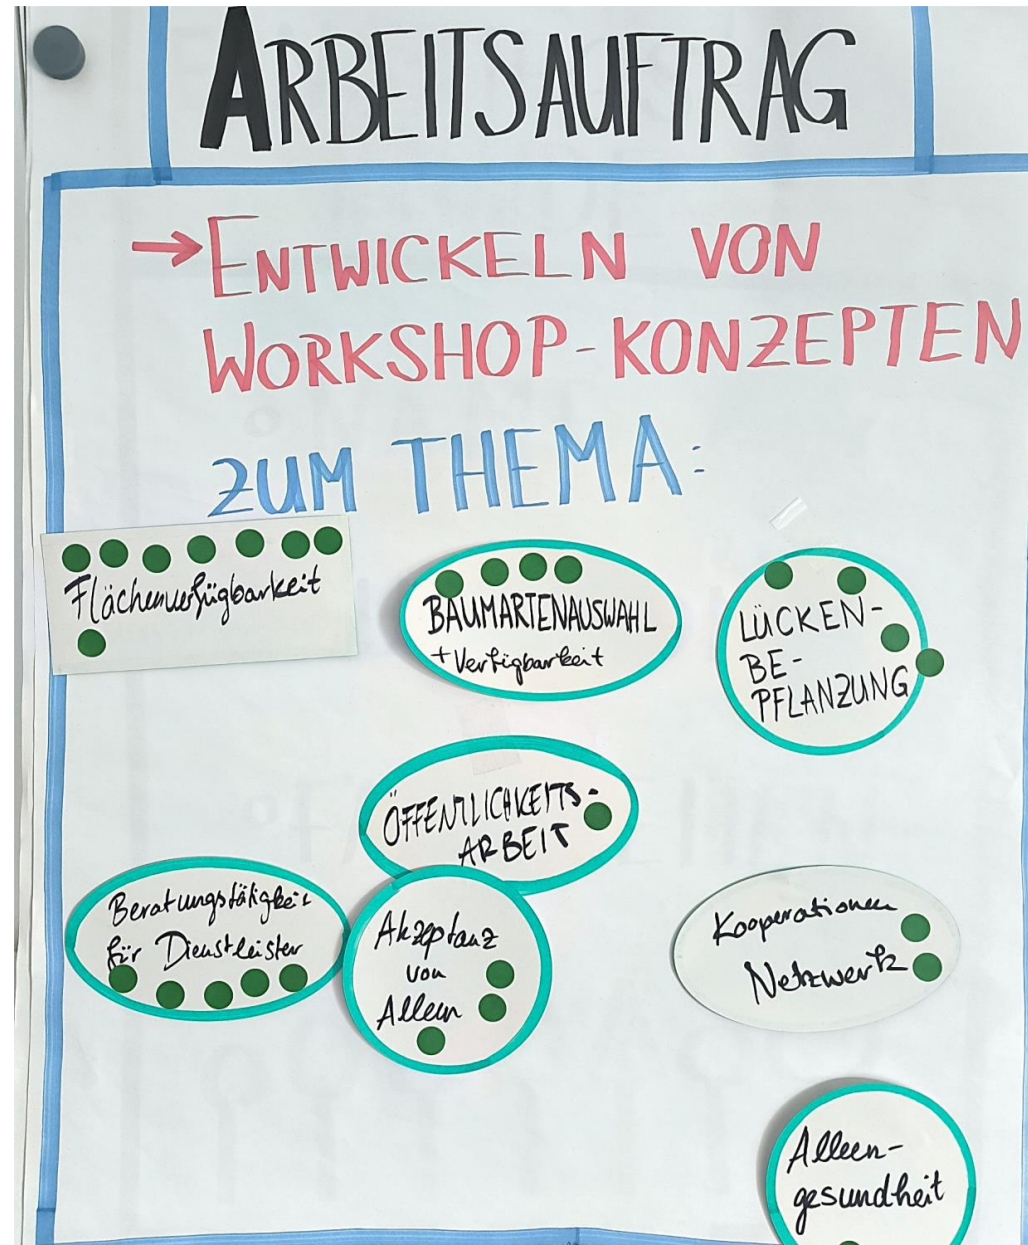 ARBEITSAUFTRAG
→ ENTWICKELN VON
WORKSHOP-KONZEPTEN
ZUM THEMA:
Flächenverfügbarkeit
BAUMARTENAUSWAHL
+ Verfügbarkeit
LÜCKEN-
BE-
PFLANZUNG
ÖFFENTLICHKEITS-
ARBEIT
Beratungstätigkeit
für Dienstleister
Akzeptanz
von
Alleen
Kooperationen
Netzwerk
Alleen-
gesundheit